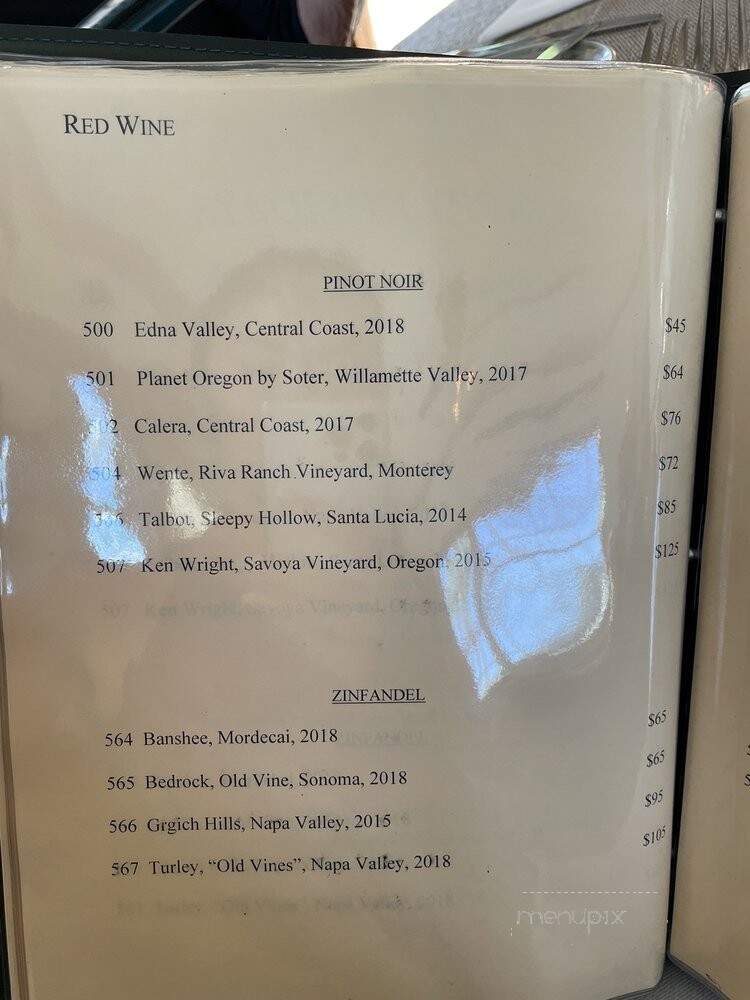 RED WINE
PINOT NOIR
500 Edna Valley, Central Coast, 2018 $45
501 Planet Oregon by Soter, Willamette Valley, 2017 $64
502 Calera, Central Coast, 2017 $76
504 Wente, Riva Ranch Vineyard, Monterey $72
Talbot, Sleepy Hollow, Santa Lucia, 2014 $85
507 Ken Wright, Savoya Vineyard, Oregon, 2015 $125
ZINFANDEL
564 Banshee, Mordecai, 2018 $65
565 Bedrock, Old Vine, Sonoma, 2018 $65
566 Grgich Hills, Napa Valley, 2015 $95
567 Turley, “Old Vines”, Napa Valley, 2018 $105
menupix